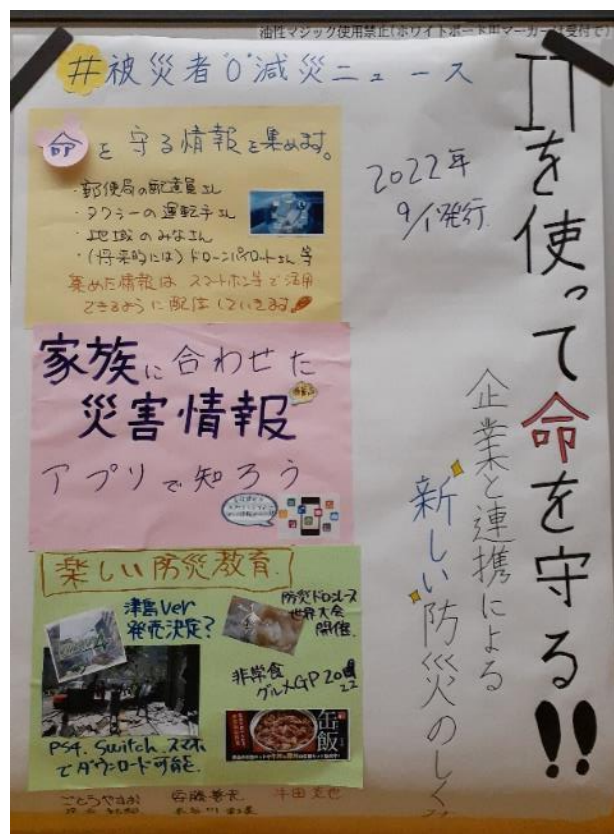 油性マジック使用禁止(ホワイトボード用マーカーは受付で)
#被災者"0"減災ニュース
ITを使って命を守る!!
2022年
9/1発行.
企業と連携による
新しい防災のしくみ
命を守る情報を集めます。
・郵便局の配達員さん
・タクシーの運転手さん
・地域のみなさん
・(将来的には)ドローンパイロットさん等
集めた情報はスマートホン等で活用
できるように配信していきます
家族に合わせた
災害情報
アプリで知ろう
楽しい防災教育
津島Ver
発売決定?
防災ドローンレース
世界大会
開催.
非常食
グルメGP2022
缶飯
PS4. Switch. スマホ
でダウンロード可能.
ごとうやすお